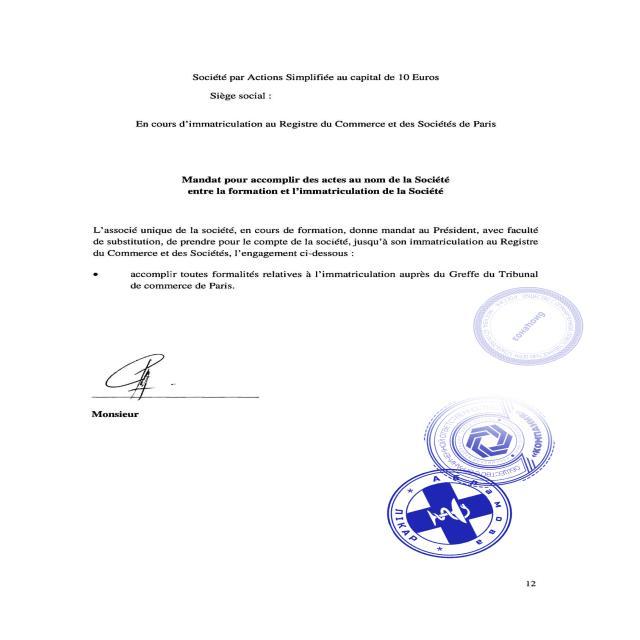 Société par Actions Simplifiée au capital de 10 Euros
Siège social :
En cours d'immatriculation au Registre du Commerce et des Sociétés de Paris
Mandat pour accomplir des actes au nom de la Société
entre la formation et l'immatriculation de la Société
L'associé unique de la société, en cours de formation, donne mandat au Président, avec faculté
de substitution, de prendre pour le compte de la société, jusqu'à son immatriculation au Registre
du Commerce et des Sociétés, l'engagement ci-dessous :
• accomplir toutes formalités relatives à l'immatriculation auprès du Greffe du Tribunal
de commerce de Paris.
Monsieur
«КОМПАНИЯ»
Абрамова
ЛІКАР
12